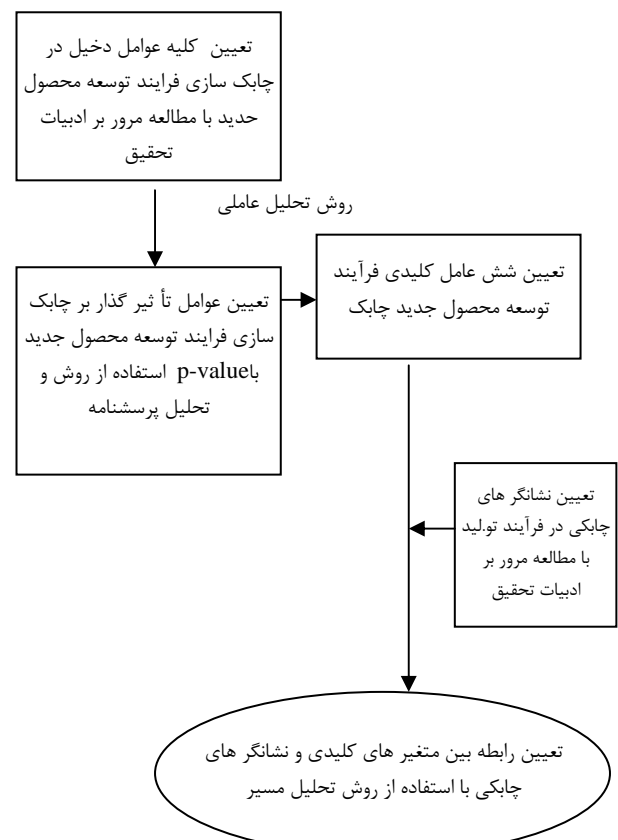 تعیین کلیه عوامل دخیل در
چابک سازی فرایند توسعه محصول
حدید با مطالعه مرور بر ادبیات
تحقیق
روش تحلیل عاملی
تعیین شش عامل کلیدی فرآیند
توسعه محصول جدید چابک
تعیین عوامل تأ ثیر گذار بر چابک
سازی فرایند توسعه محصول جدید
باp-value استفاده از روش و
تحلیل پرسشنامه
تعیین نشانگر های
چابکی در فرآیند تو.لید
با مطالعه مرور بر
ادبیات تحقیق
تعیین رابطه بین متغیر های کلیدی و نشانگر های
چابکی با استفاده از روش تحلیل مسیر